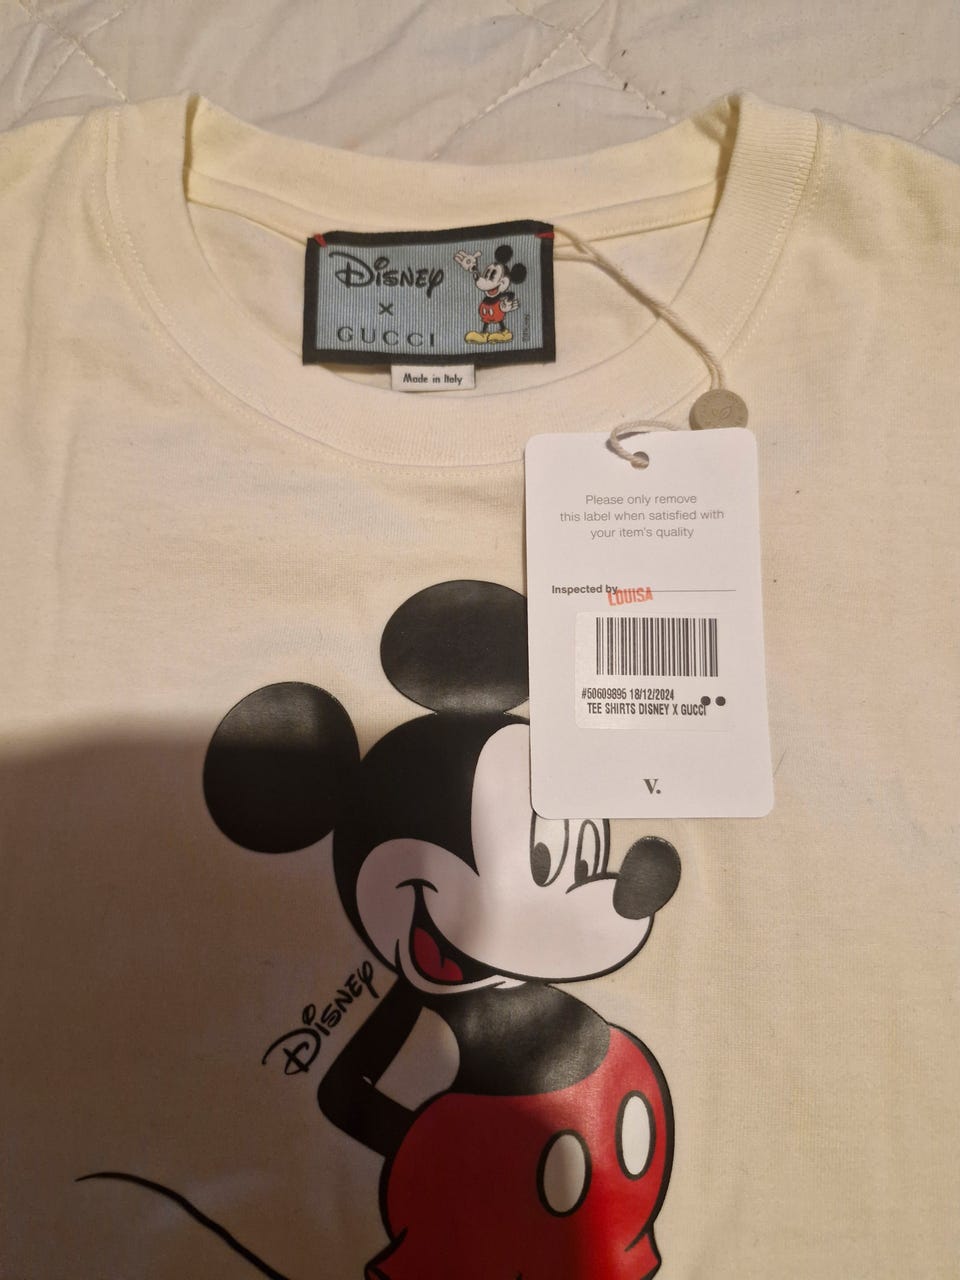 Disney
x
GUCCI
Made in Italy
Please only remove
this label when satisfied with
your item's quality
Inspected by
LOUISA
#50609895 18/12/2024
TEE SHIRTS DISNEY X GUCCI
V.
Disney